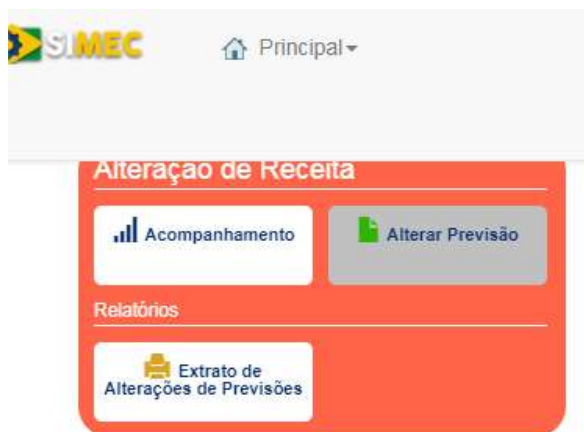 SIMEC
Principal
Alteração de Receita
Acompanhamento
Alterar Previsão
Relatórios
Extrato de
Alterações de Previsões